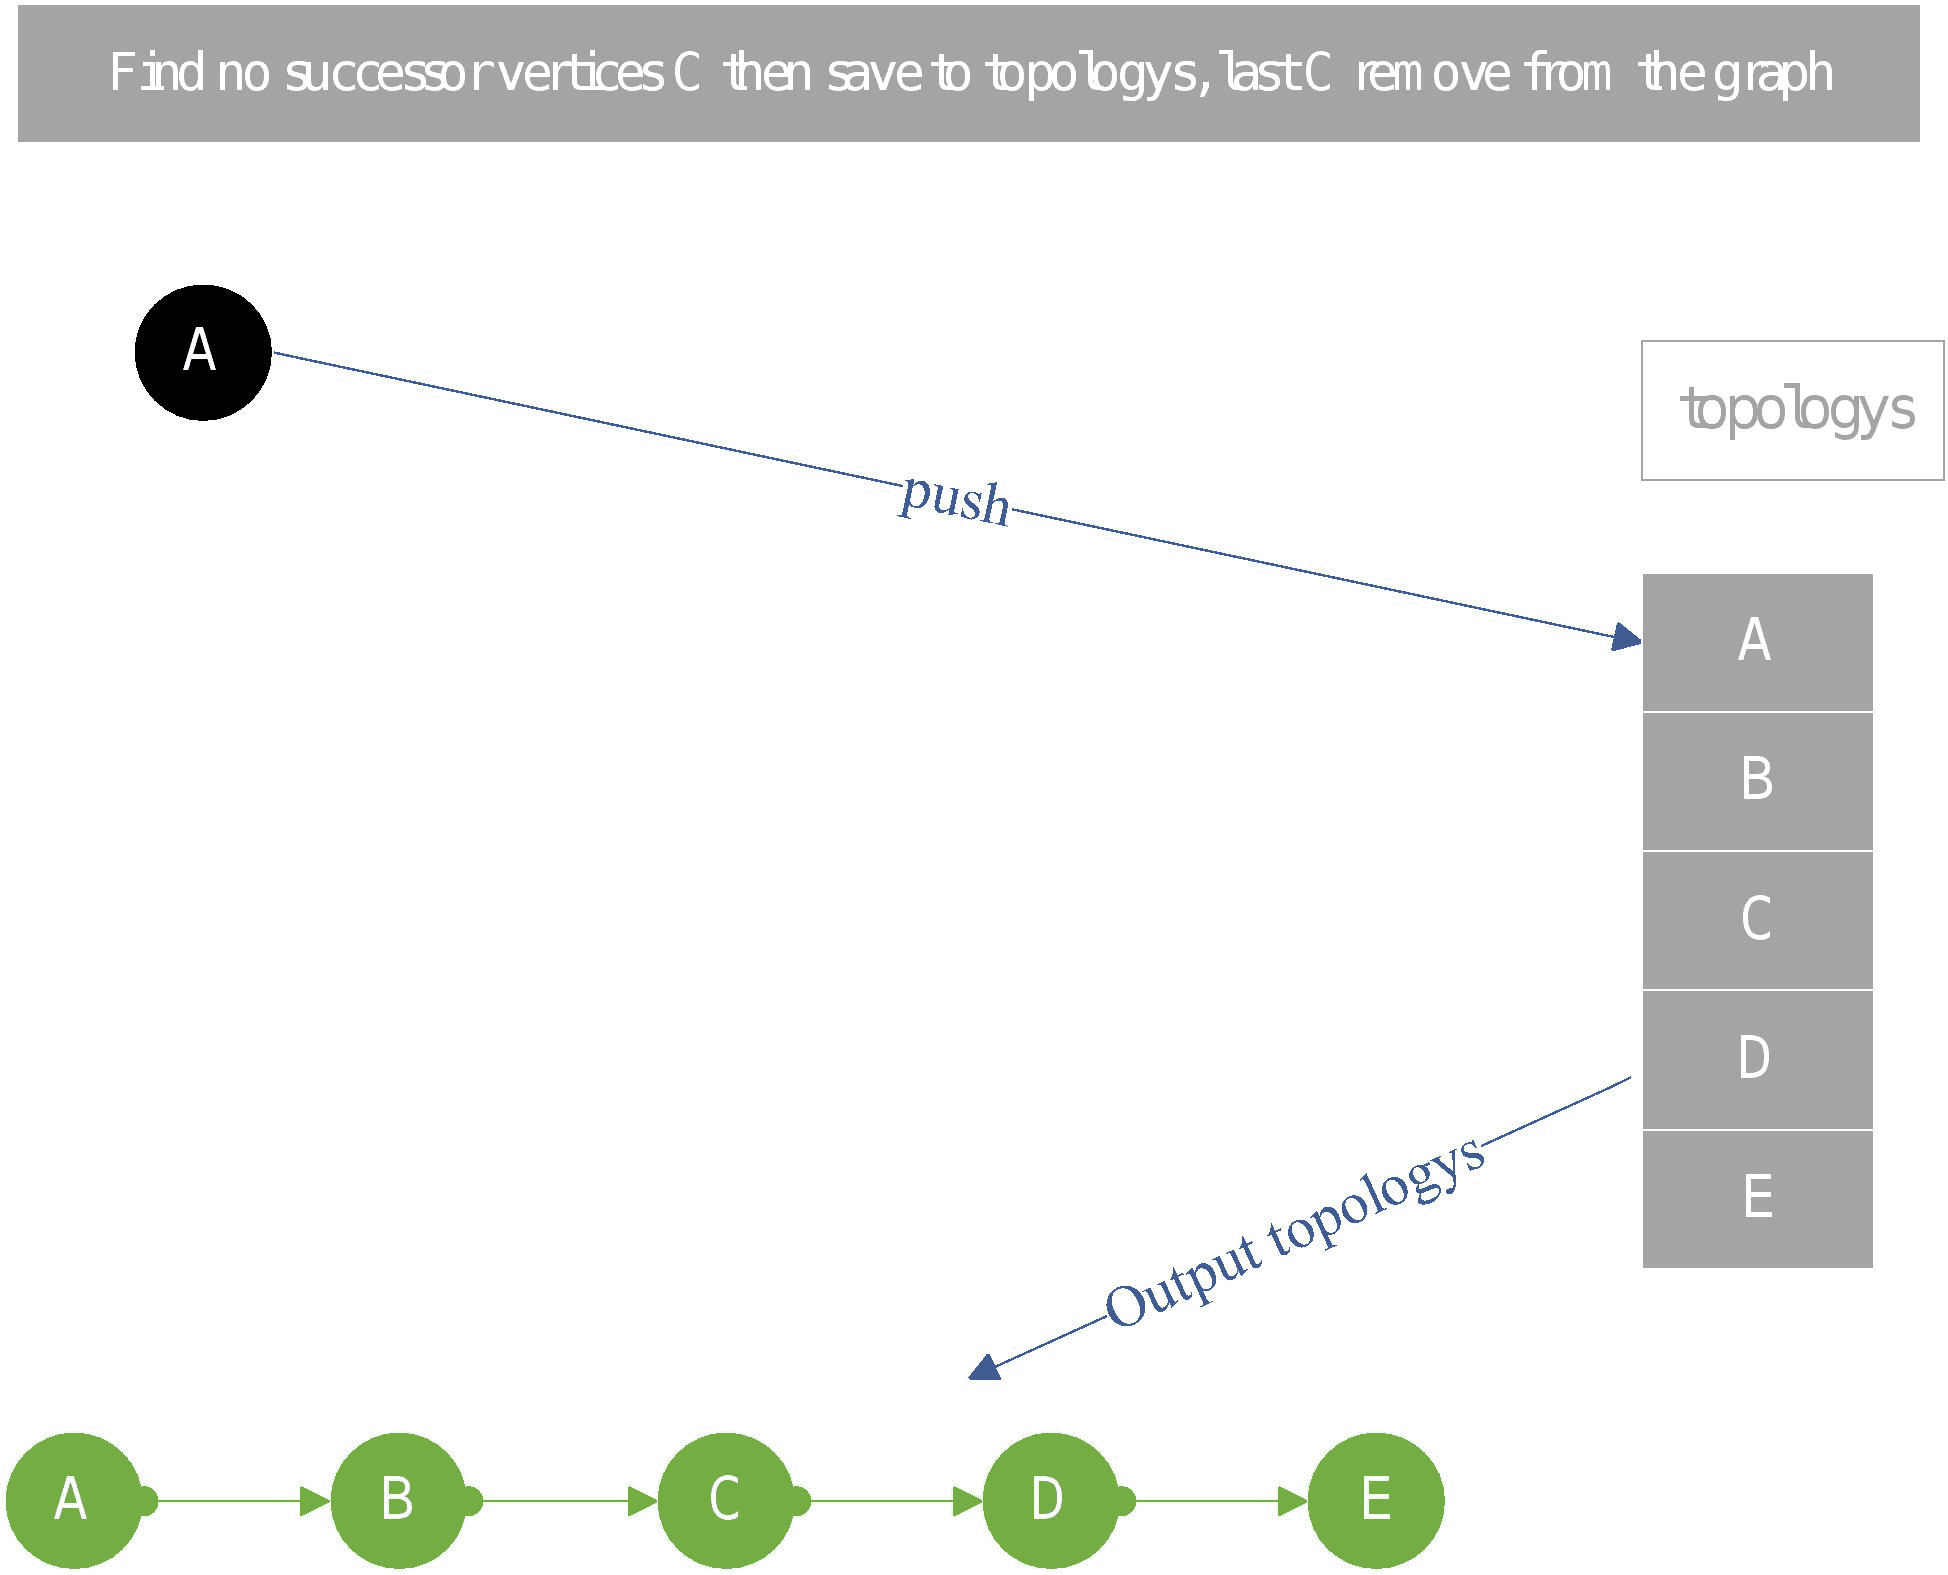 Find no successor vertices C then save to topologys, last C remove from the graph
A
topologys
push
A
B
C
D
E
Output topologys
A B C D E